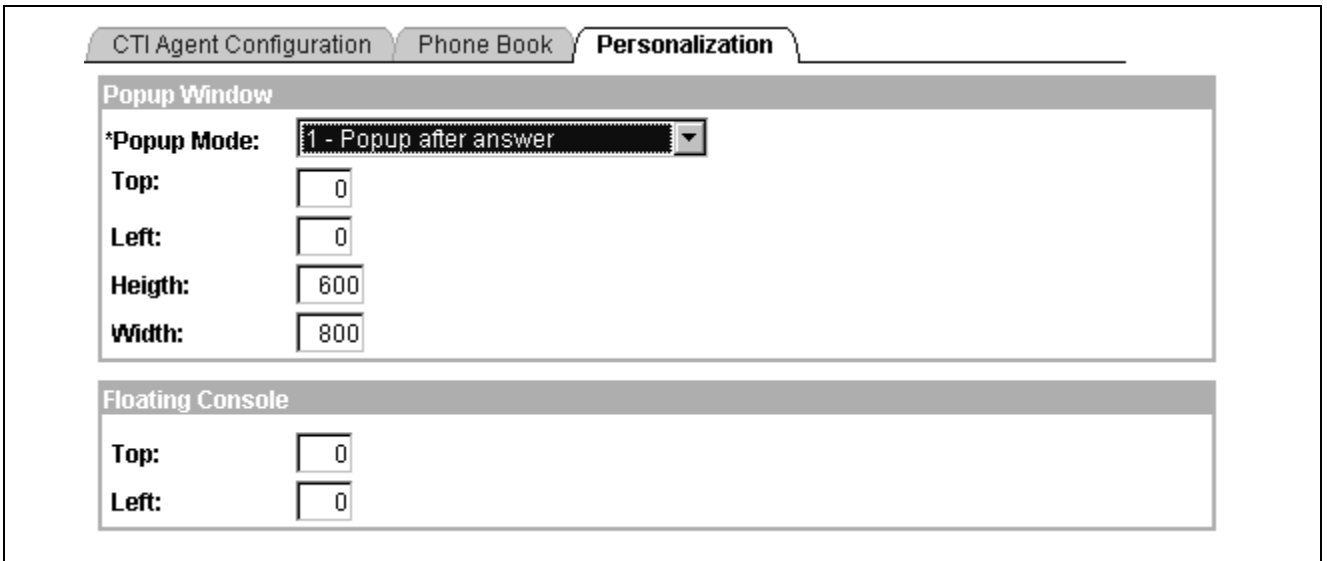 CTI Agent Configuration Phone Book Personalization
Popup Window
*Popup Mode: 1 - Popup after answer
Top: 0
Left: 0
Heigth: 600
Width: 800
Floating Console
Top: 0
Left: 0